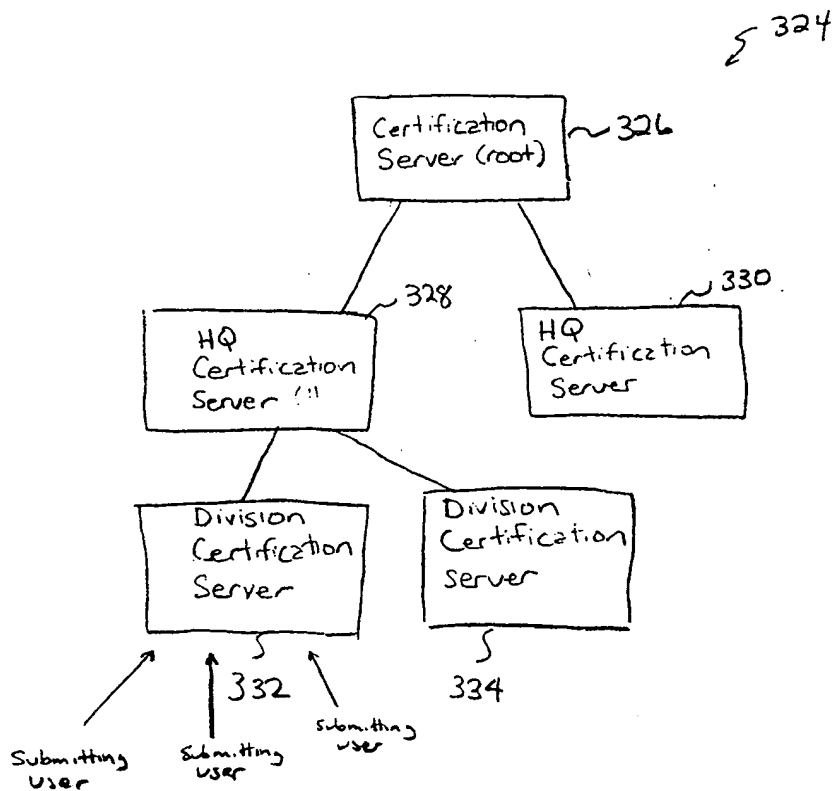 324
Certification
Server (root)
326
328
330
HQ
Certification
Server
HQ
Certification
Server
Division
Certification
Server
Division
Certification
Server
332
334
Submitting
user
Submitting
user
Submitting
user